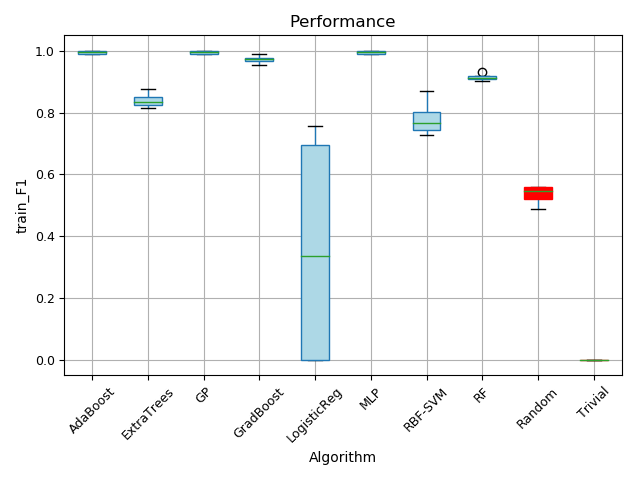 Performance
train_F1
1.0
0.8
0.6
0.4
0.2
0.0
AdaBoost
ExtraTrees
GP
GradBoost
LogisticReg
MLP
RBF-SVM
RF
Random
Trivial
Algorithm